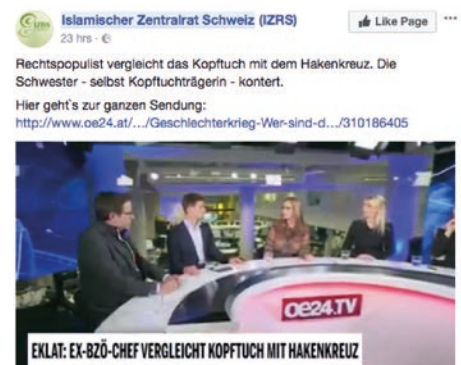 Islamischer Zentralrat Schweiz (IZRS)
Like Page
23 hrs ·
Rechtspopulist vergleicht das Kopftuch mit dem Hakenkreuz. Die
Schwester - selbst Kopftuchträgerin - kontert.
Hier geht`s zur ganzen Sendung:
http://www.oe24.at/.../Geschlechterkrieg-Wer-sind-d.../310186405
oe24.TV
EKLAT: EX-BZÖ-CHEF VERGLEICHT KOPFTUCH MIT HAKENKREUZ